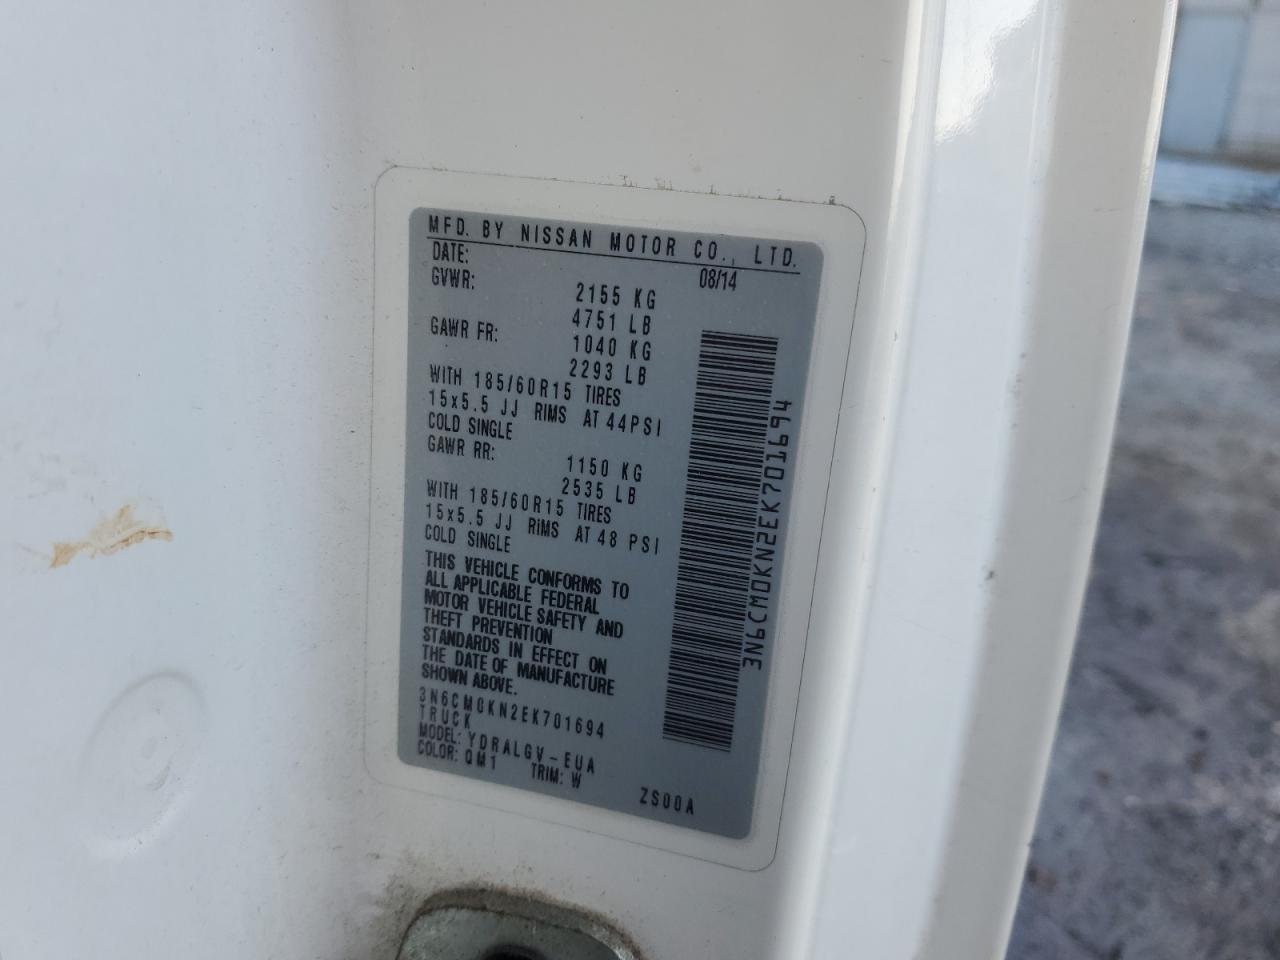 MFD. BY NISSAN MOTOR CO., LTD.
DATE: 08/14
GVWR: 2155 KG
4751 LB
GAWR FR: 1040 KG
2293 LB
WITH 185/60R15 TIRES
15x5.5 JJ RIMS AT 44PSI
COLD SINGLE
GAWR RR: 1150 KG
2535 LB
WITH 185/60R15 TIRES
15x5.5 JJ RIMS AT 48 PSI
COLD SINGLE
THIS VEHICLE CONFORMS TO
ALL APPLICABLE FEDERAL
MOTOR VEHICLE SAFETY AND
THEFT PREVENTION
STANDARDS IN EFFECT ON
THE DATE OF MANUFACTURE
SHOWN ABOVE.
3N6CM0KN2EK701694
TRUCK
MODEL: YDRALGV-EUA
COLOR: QM1 TRIM: W ZS00A
3N6CM0KN2EK701694